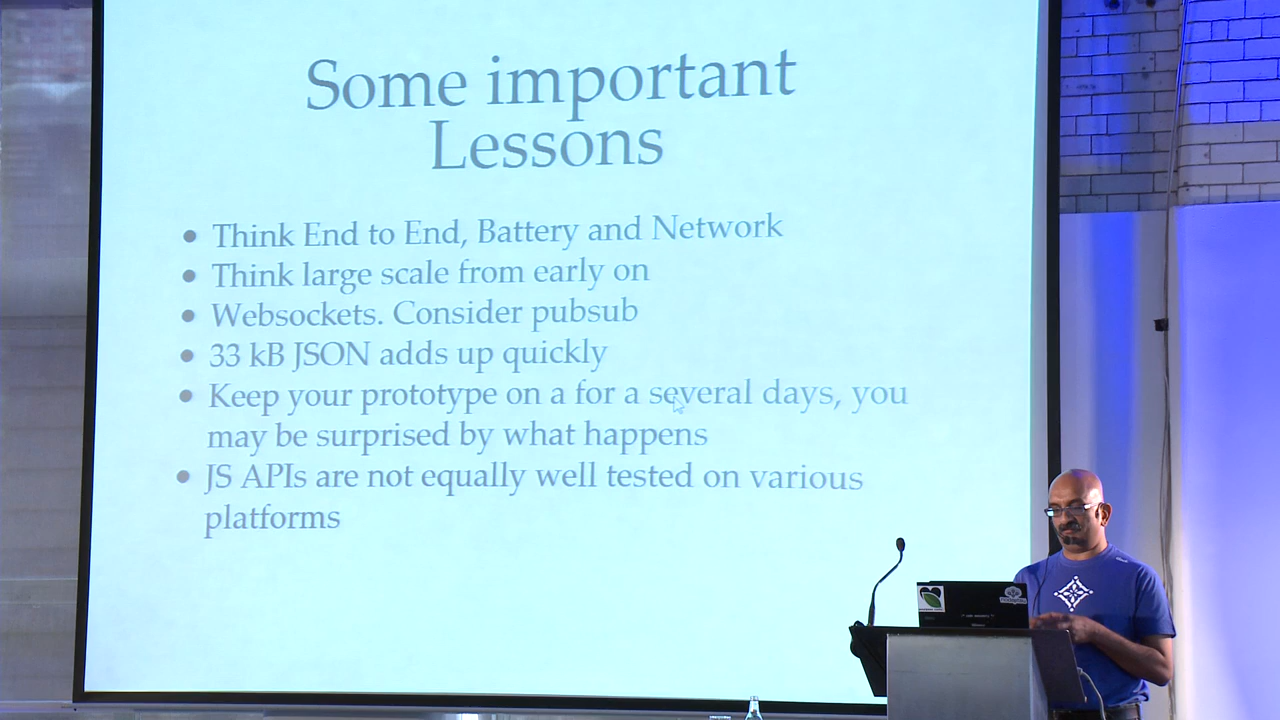 Some important
Lessons
Think End to End, Battery and Network
Think large scale from early on
Websockets. Consider pubsub
33 kB JSON adds up quickly
Keep your prototype on a for a several days, you
may be surprised by what happens
JS APIs are not equally well tested on various
platforms